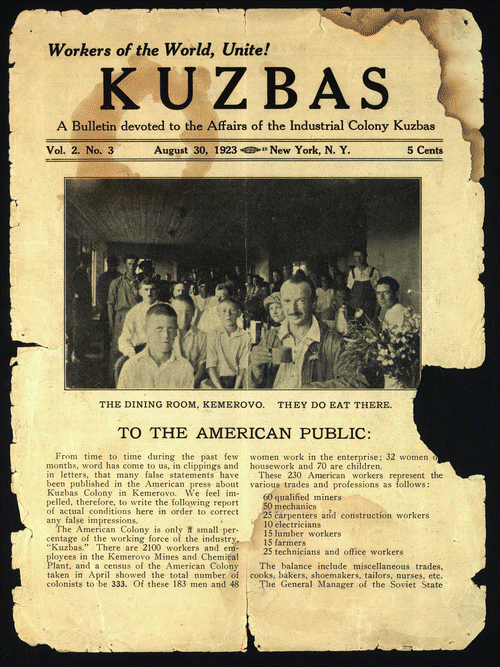 Workers of the World, Unite!
KUZBAS
A Bulletin devoted to the Affairs of the Industrial Colony Kuzbas
Vol. 2. No. 3 August 30, 1923 New York, N. Y. 5 Cents
THE DINING ROOM, KEMEROVO. THEY DO EAT THERE.
TO THE AMERICAN PUBLIC:
From time to time during the past few
months, word has come to us, in clippings and
in letters, that many false statements have
been published in the American press about
Kuzbas Colony in Kemerovo. We feel im-
pelled, therefore, to write the following report
of actual conditions here in order to correct
any false impressions.
The American Colony is only a small per-
centage of the working force of the industry,
"Kuzbas." There are 2100 workers and em-
ployees in the Kemerovo Mines and Chemical
Plant, and a census of the American Colony
taken in April showed the total number of
colonists to be 333. Of these 183 men and 48
women work in the enterprise; 32 women
housework and 70 are children.
These 230 American workers represent the
various trades and professions as follows:
60 qualified miners
50 mechanics
25 carpenters and construction workers
10 electricians
15 lumber workers
15 farmers
25 technicians and office workers
The balance include miscellaneous trades,
cooks, bakers, shoemakers, tailors, nurses, etc.
The General Manager of the Soviet State